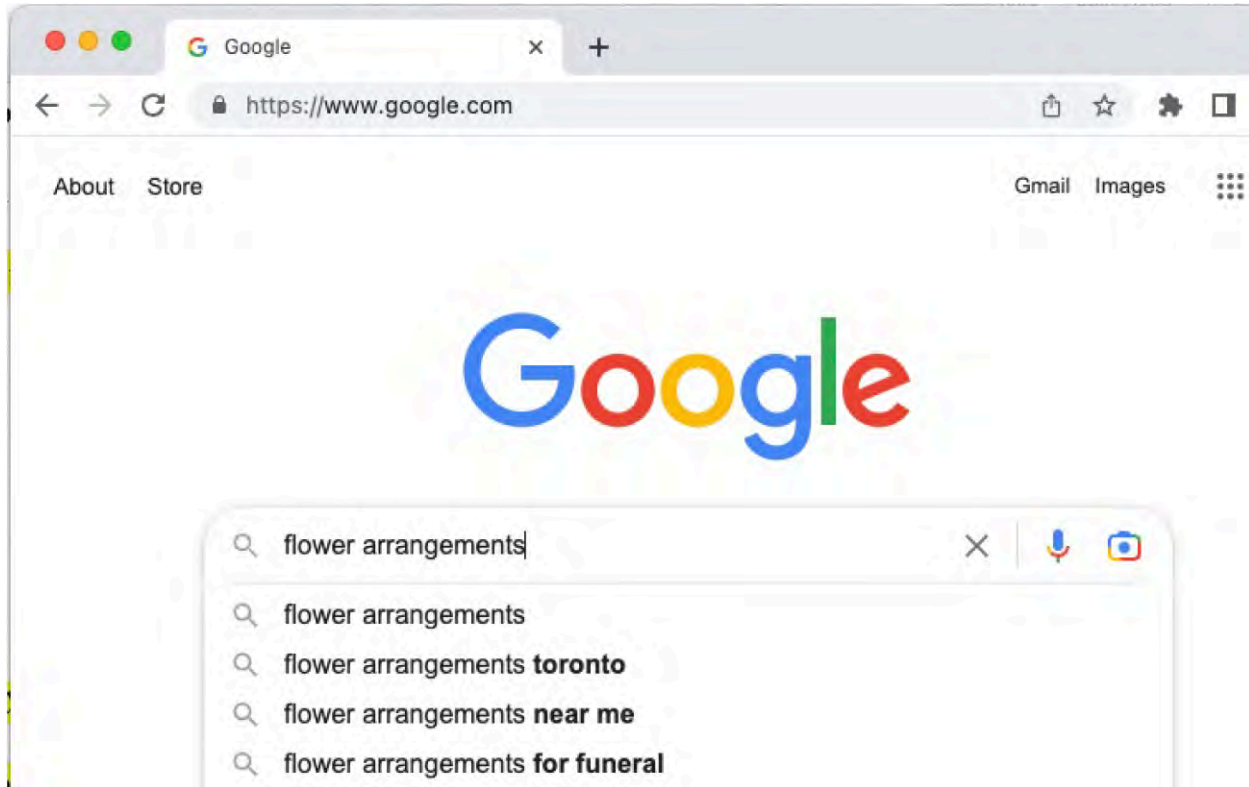 Google
https://www.google.com
About Store Gmail Images
Google
flower arrangements
flower arrangements
flower arrangements toronto
flower arrangements near me
flower arrangements for funeral